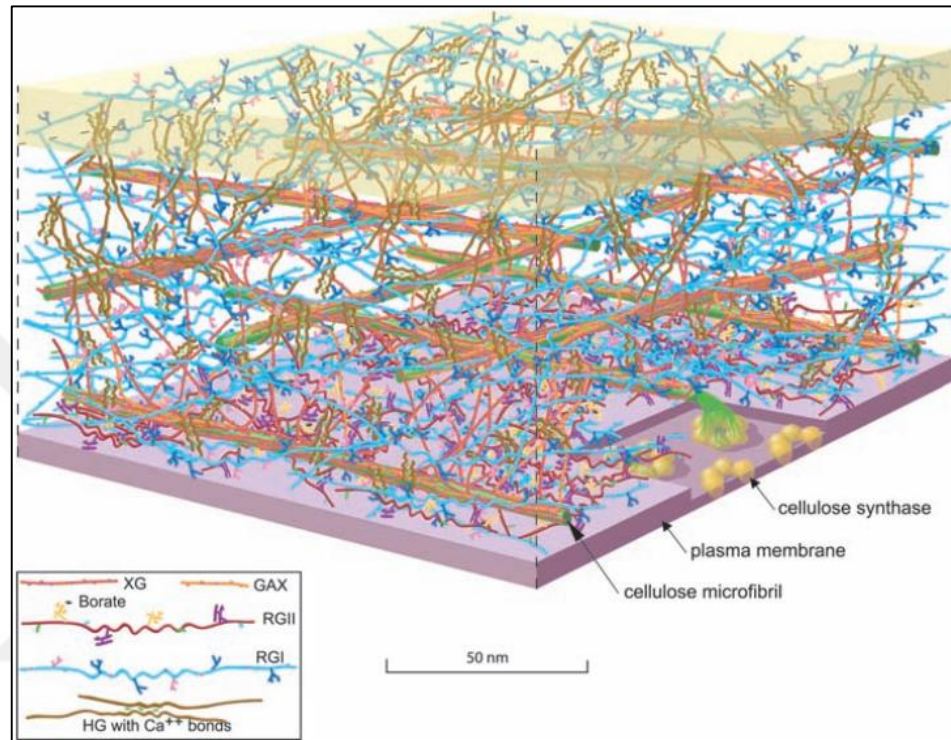 cellulose synthase
plasma membrane
cellulose microfibril
XG GAX
Borate
RGII
RGI
HG with Ca++ bonds
50 nm